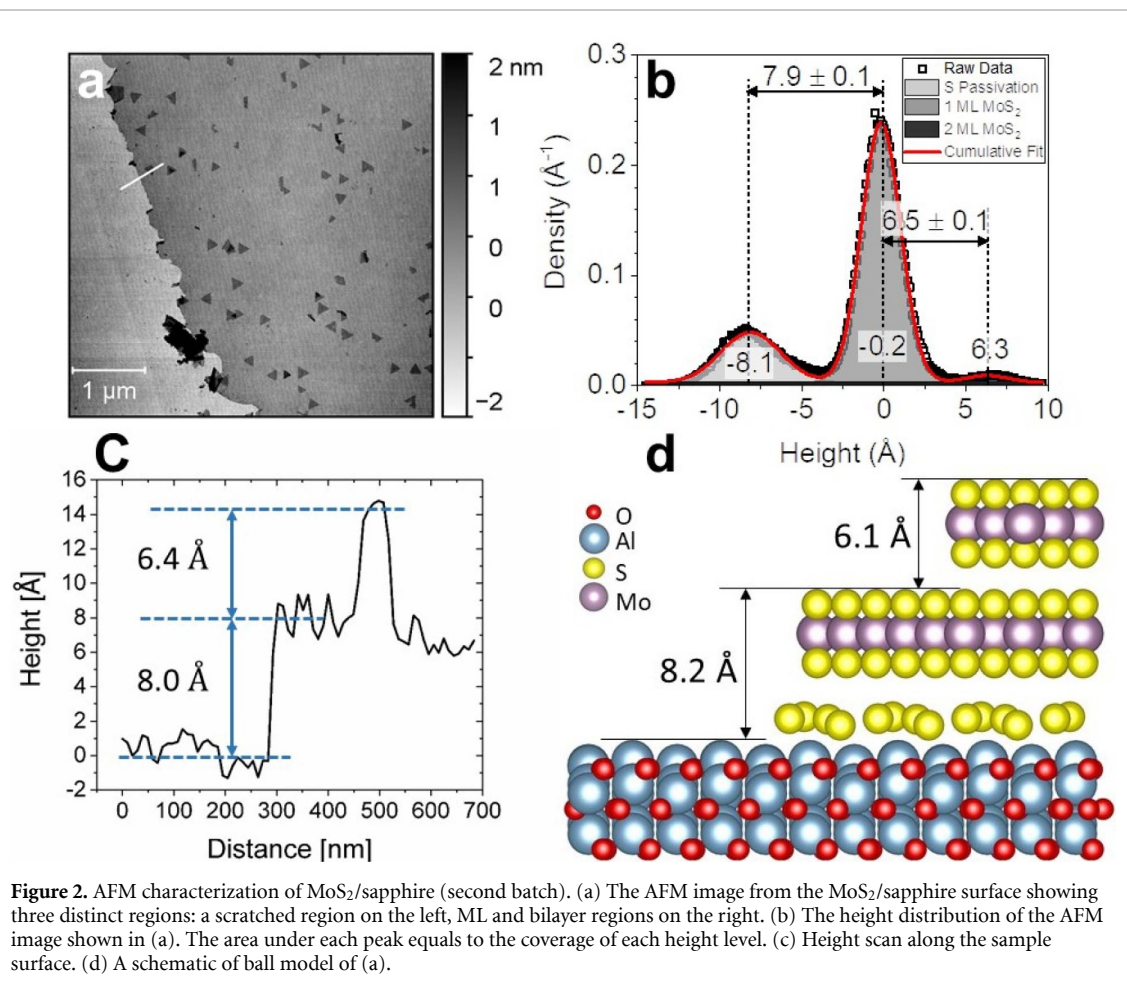 a
2 nm
1
1
0
0
−2
1 μm
b
0.3
0.2
0.1
0.0
Density (Å⁻¹)
7.9 ± 0.1
6.5 ± 0.1
□ Raw Data
S Passivation
1 ML MoS₂
2 ML MoS₂
Cumulative Fit
-8.1
-0.2
6.3
-15 -10 -5 0 5 10
Height (Å)
C
16
14
12
10
8
6
4
2
0
-2
Height [Å]
6.4 Å
8.0 Å
0 100 200 300 400 500 600 700
Distance [nm]
d
O
Al
S
Mo
6.1 Å
8.2 Å
Figure 2. AFM characterization of MoS₂/sapphire (second batch). (a) The AFM image from the MoS₂/sapphire surface showing
three distinct regions: a scratched region on the left, ML and bilayer regions on the right. (b) The height distribution of the AFM
image shown in (a). The area under each peak equals to the coverage of each height level. (c) Height scan along the sample
surface. (d) A schematic of ball model of (a).